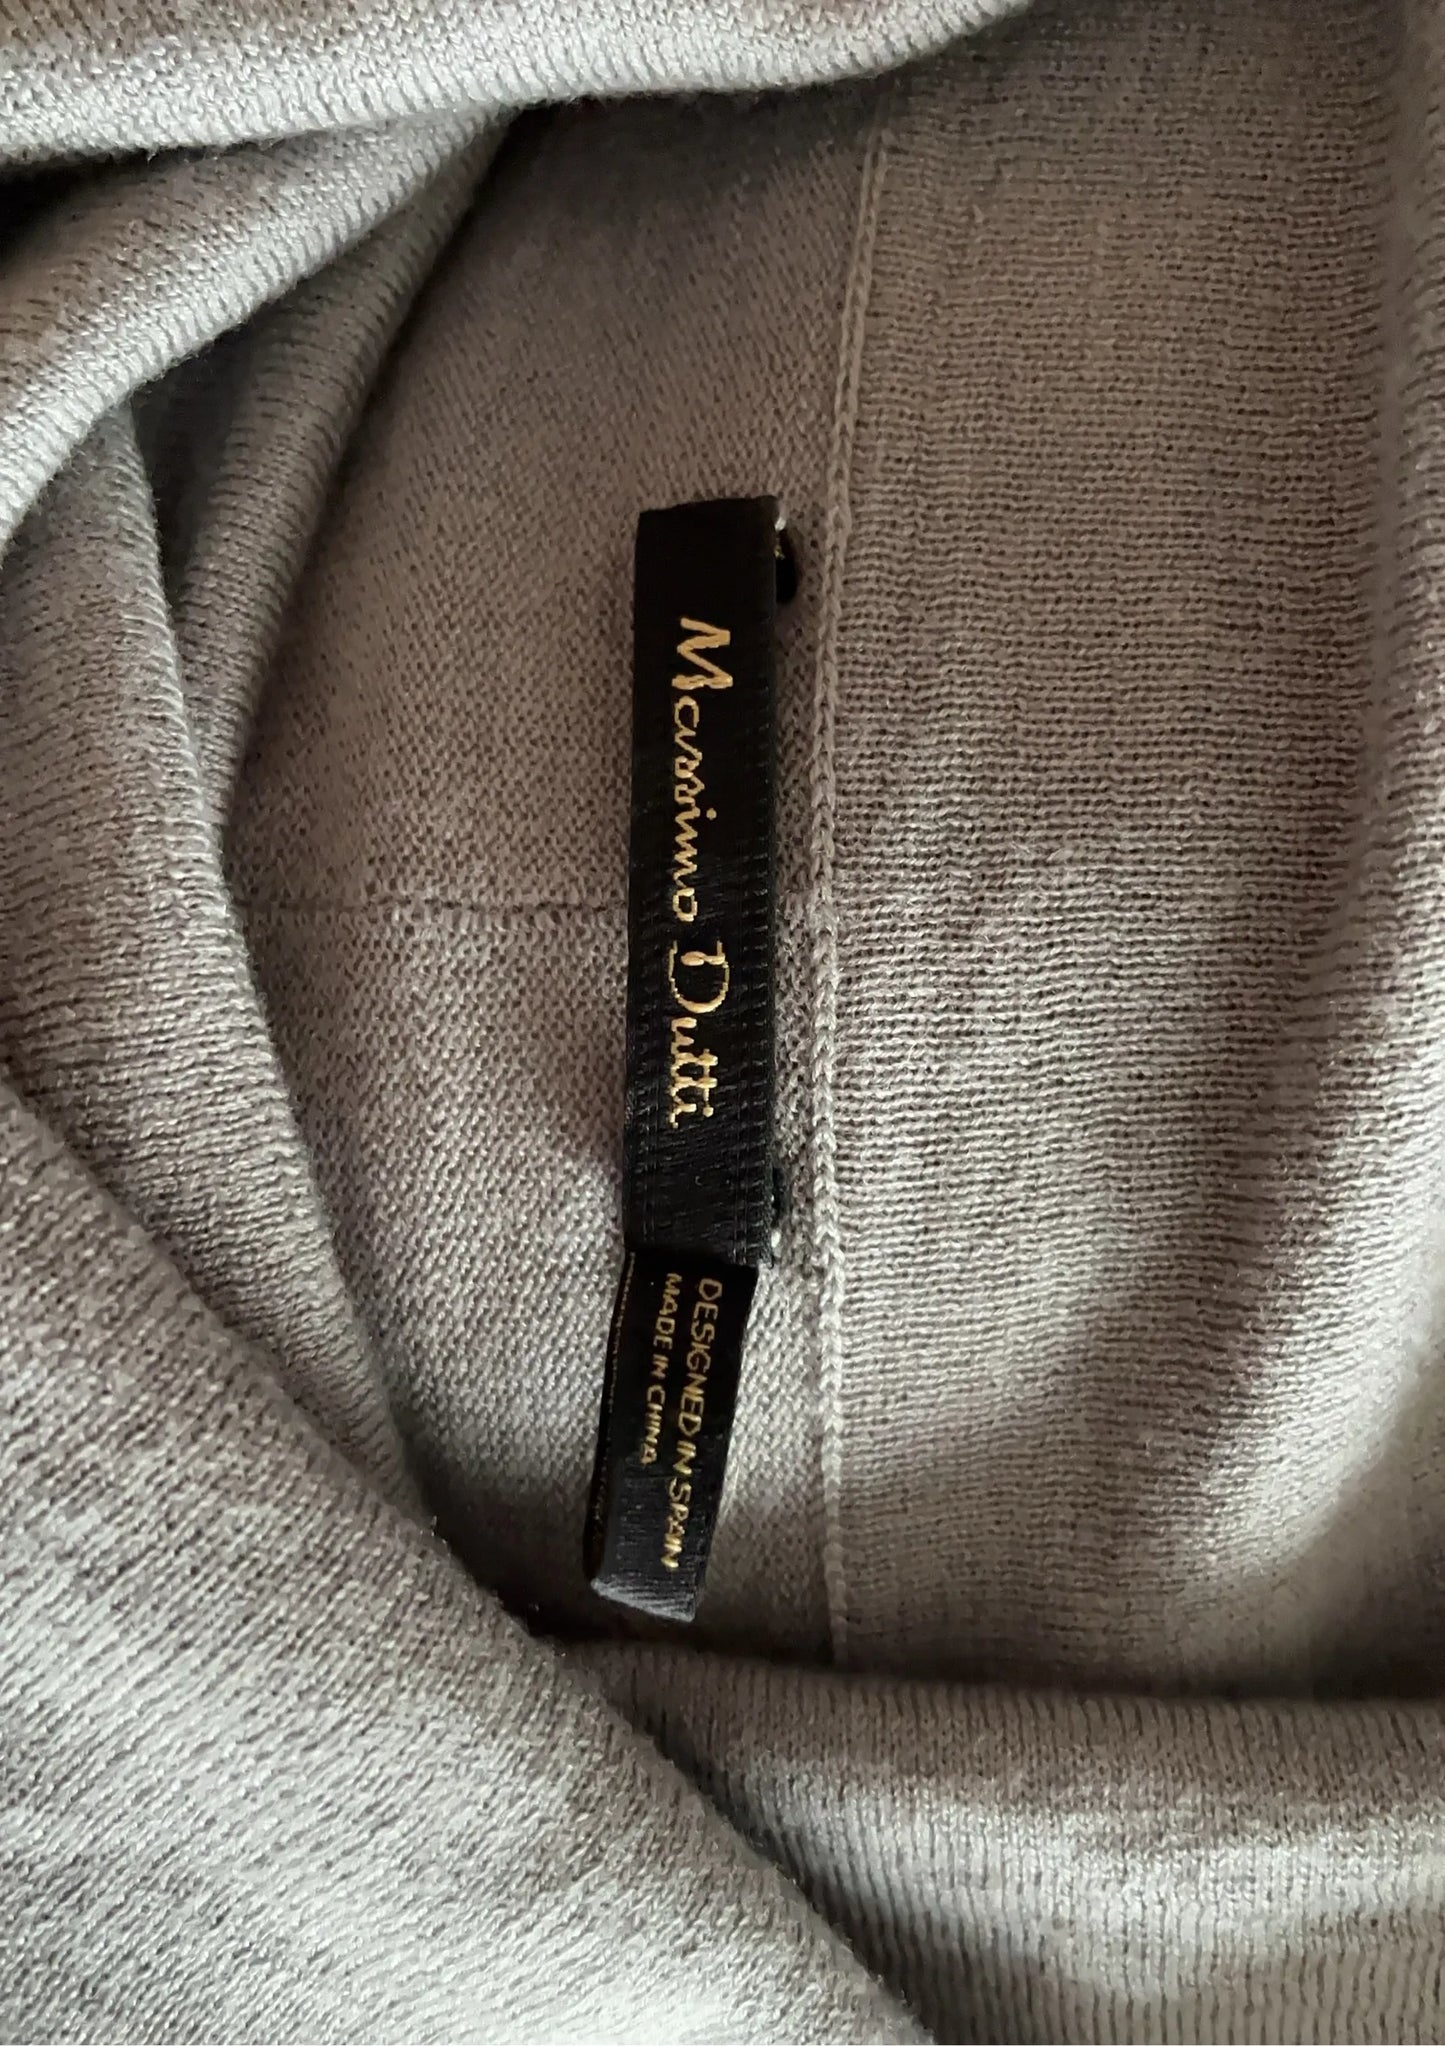 Massimo Dutti
DESIGNED IN SPAIN
MADE IN CHINA